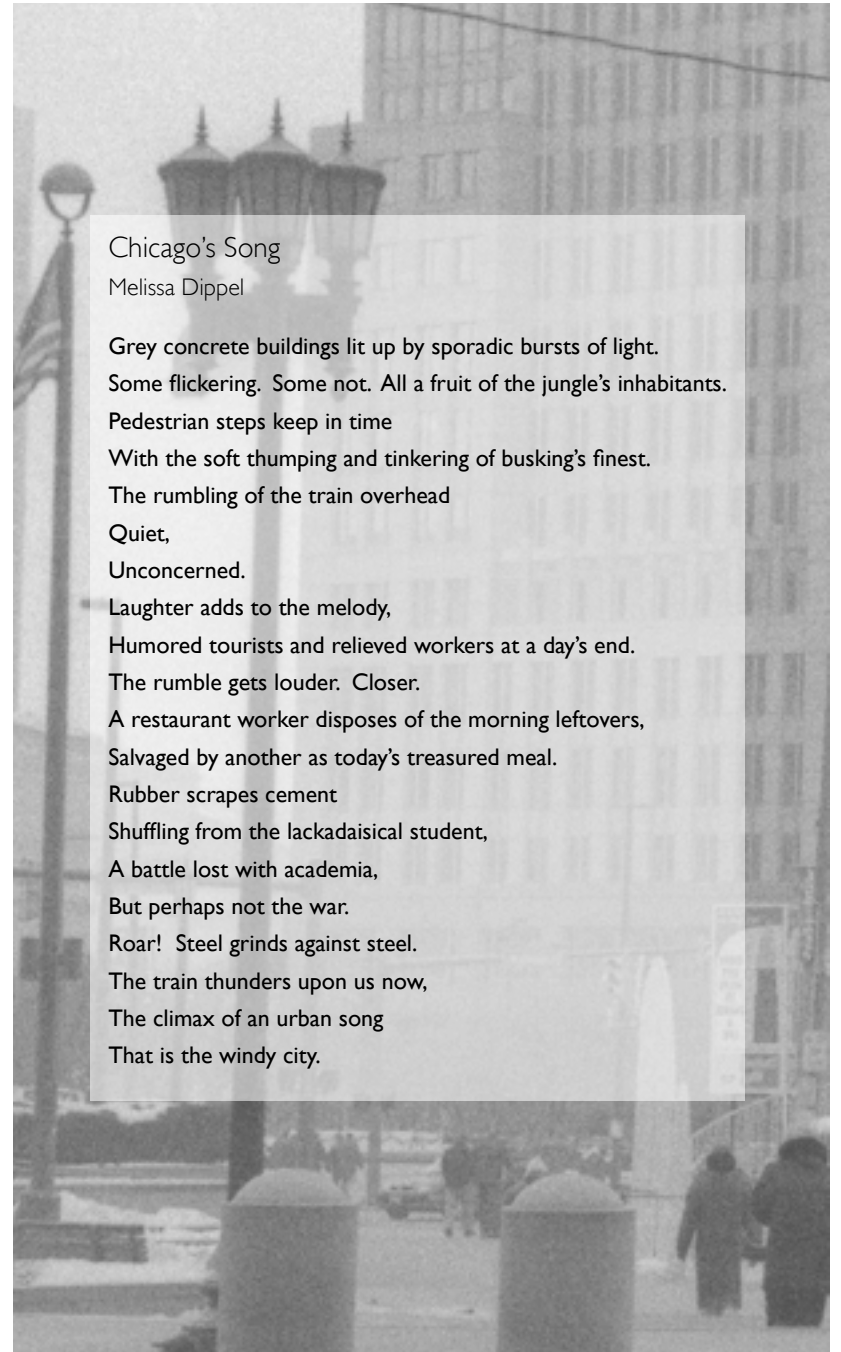 Chicago's Song
Melissa Dippel
Grey concrete buildings lit up by sporadic bursts of light.
Some flickering.  Some not.  All a fruit of the jungle's inhabitants.
Pedestrian steps keep in time
With the soft thumping and tinkering of busking's finest.
The rumbling of the train overhead
Quiet,
Unconcerned.
Laughter adds to the melody,
Humored tourists and relieved workers at a day's end.
The rumble gets louder.  Closer.
A restaurant worker disposes of the morning leftovers,
Salvaged by another as today's treasured meal.
Rubber scrapes cement
Shuffling from the lackadaisical student,
A battle lost with academia,
But perhaps not the war.
Roar!  Steel grinds against steel.
The train thunders upon us now,
The climax of an urban song
That is the windy city.